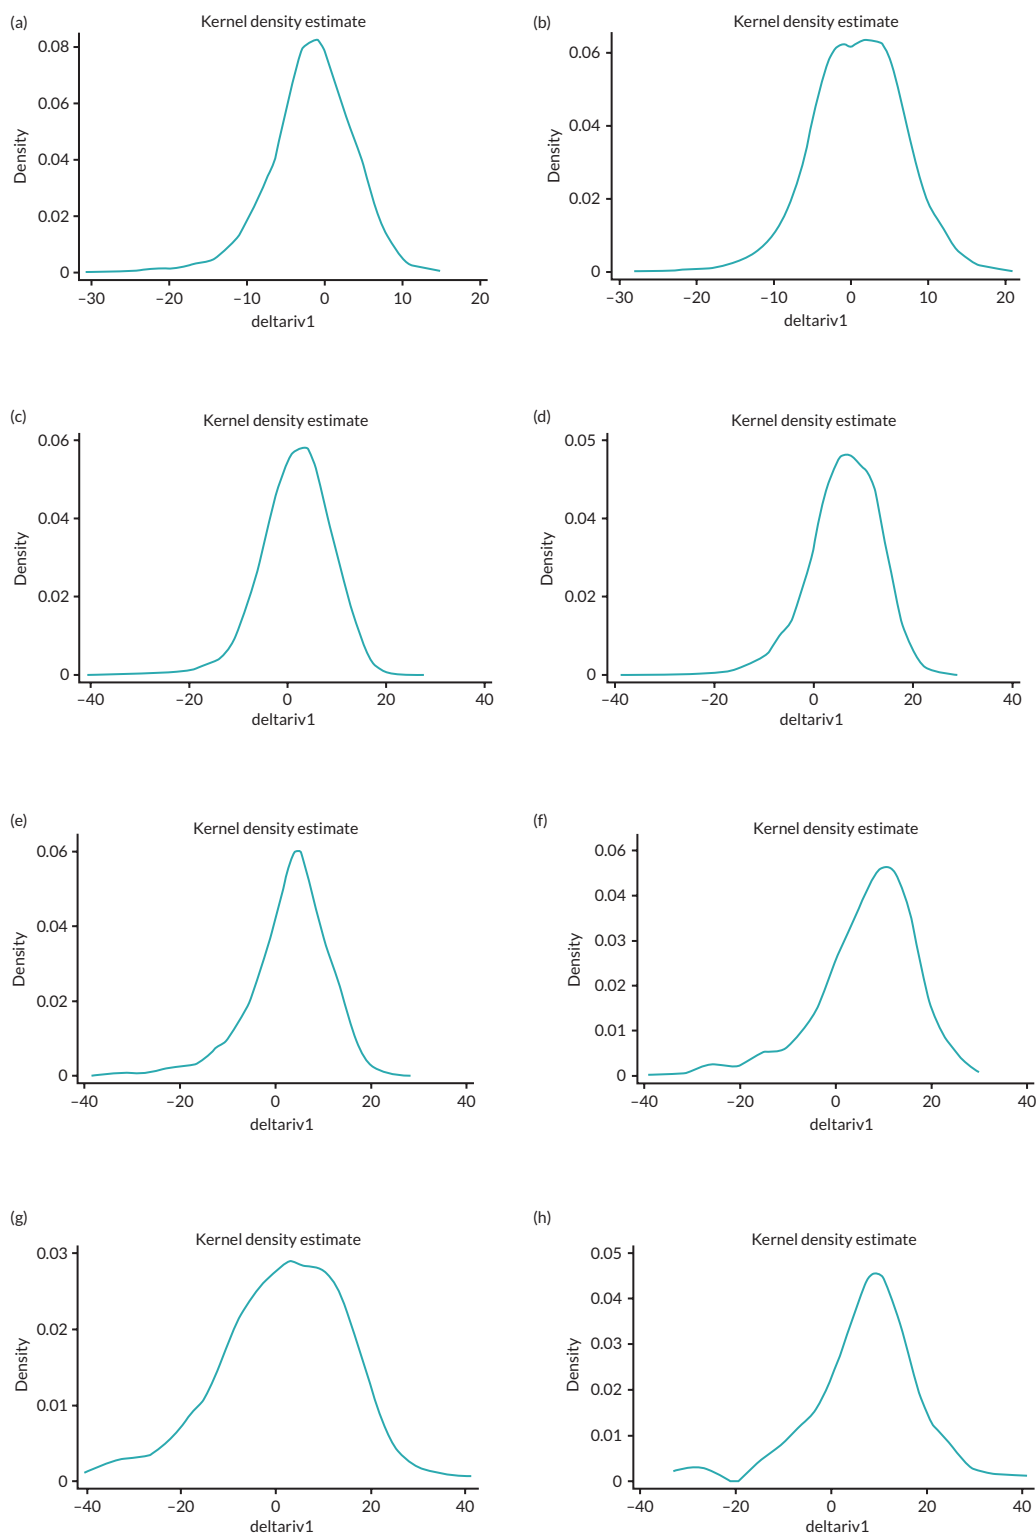 (a)
Kernel density estimate
0.08
0.06
0.04
0.02
0
Density
−30 −20 −10 0 10 20
deltariv1
(b)
Kernel density estimate
0.06
0.04
0.02
0
Density
−30 −20 −10 0 10 20
deltariv1
(c)
Kernel density estimate
0.06
0.04
0.02
0
Density
−40 −20 0 20 40
deltariv1
(d)
Kernel density estimate
0.05
0.04
0.02
0
Density
−40 −20 0 20 40
deltariv1
(e)
Kernel density estimate
0.06
0.04
0.02
0
Density
−40 −20 0 20 40
deltariv1
(f)
Kernel density estimate
0.06
0.04
0.03
0.02
0.01
0
Density
−40 −20 0 20 40
deltariv1
(g)
Kernel density estimate
0.03
0.02
0.01
0
Density
−40 −20 0 20 40
deltariv1
(h)
Kernel density estimate
0.05
0.04
0.03
0.02
0.01
0
Density
−40 −20 0 20 40
deltariv1